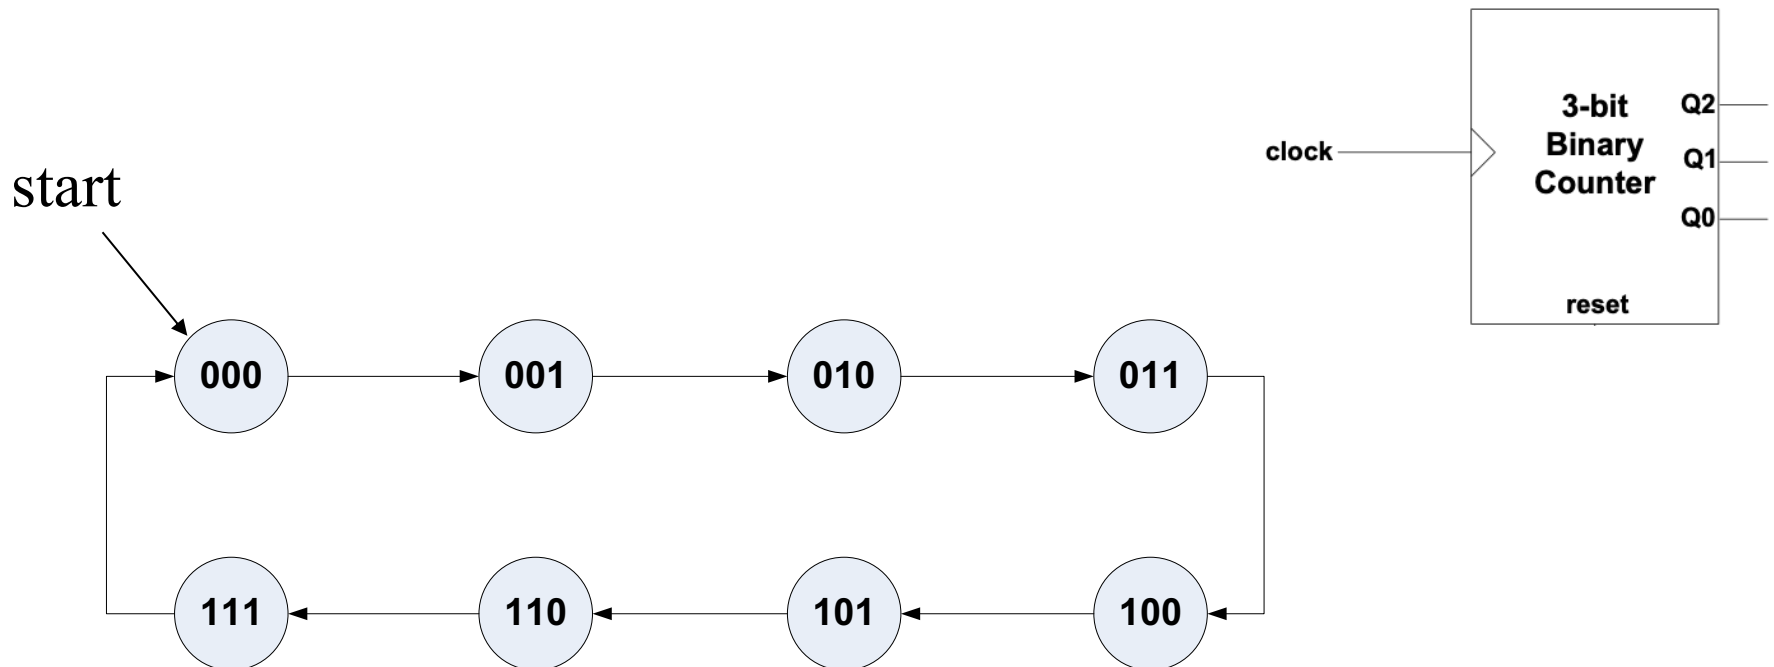 3-bit
Binary
Counter
Q2
Q1
Q0
clock
reset
start
000
001
010
011
111
110
101
100